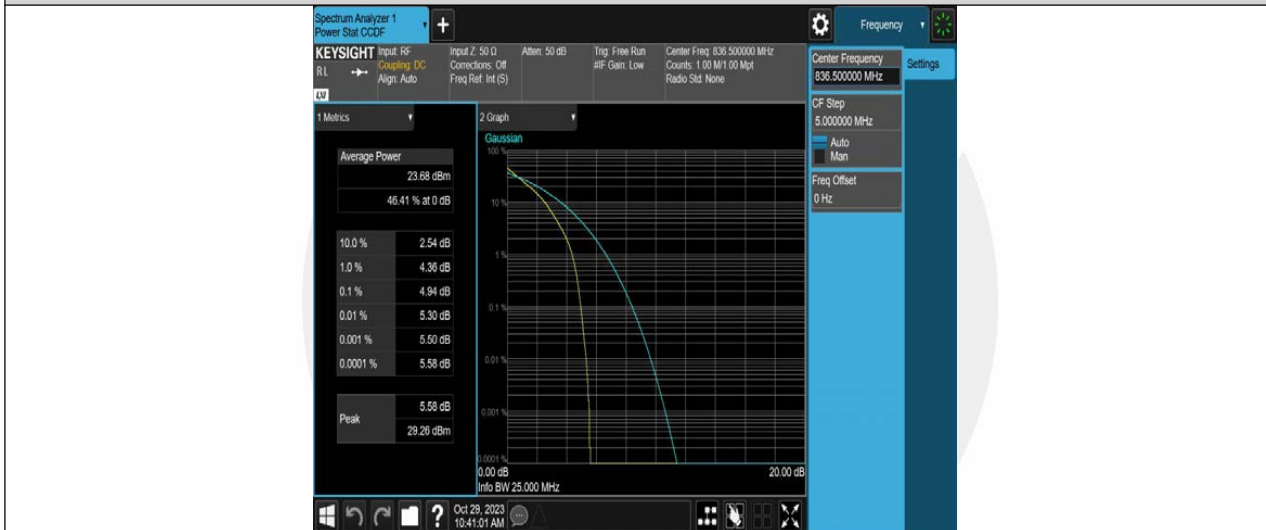 Spectrum Analyzer 1
Power Stat CCDF
+
Frequency
KEYSIGHT
RL
LXI
Input: RF
Coupling: DC
Align: Auto
Input Z: 50 Ω
Corrections: Off
Freq Ref: Int (S)
Atten: 50 dB
Trig: Free Run
#IF Gain: Low
Center Freq: 836.500000 MHz
Counts: 1.00 M/1.00 Mpt
Radio Std: None
Center Frequency
836.500000 MHz
Settings
CF Step
5.000000 MHz
Auto
Man
Freq Offset
0 Hz
1 Metrics
Average Power
23.68 dBm
46.41 % at 0 dB
10.0 % 2.54 dB
1.0 % 4.36 dB
0.1 % 4.94 dB
0.01 % 5.30 dB
0.001 % 5.50 dB
0.0001 % 5.58 dB
Peak
5.58 dB
29.26 dBm
2 Graph
Gaussian
100 %
10 %
1 %
0.1 %
0.01 %
0.001 %
0.0001 %
0.00 dB 20.00 dB
Info BW 25.000 MHz
?
Oct 29, 2023
10:41:01 AM